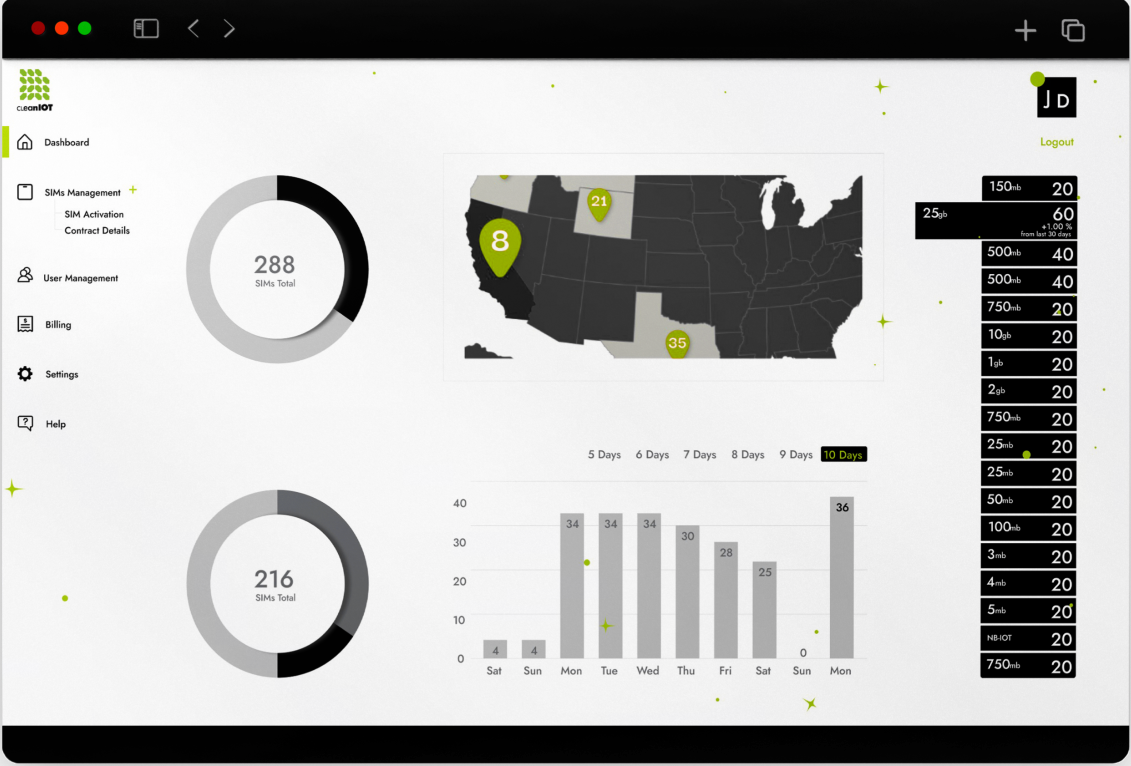 cLeanIOT
JD
Logout
Dashboard
SIMs Management
SIM Activation
Contract Details
User Management
Billing
Settings
Help
288
SIMs Total
216
SIMs Total
8
21
35
5 Days 6 Days 7 Days 8 Days 9 Days 10 Days
40
30
20
10
0
4 4 34 34 34 30 28 25 0 36
Sat Sun Mon Tue Wed Thu Fri Sat Sun Mon
150mb 20
25gb 60
+1.00 %
from last 30 days
500mb 40
500mb 40
750mb 20
10gb 20
1gb 20
2gb 20
750mb 20
25mb 20
25mb 20
50mb 20
100mb 20
3mb 20
4mb 20
5mb 20
NB-IOT 20
750mb 20